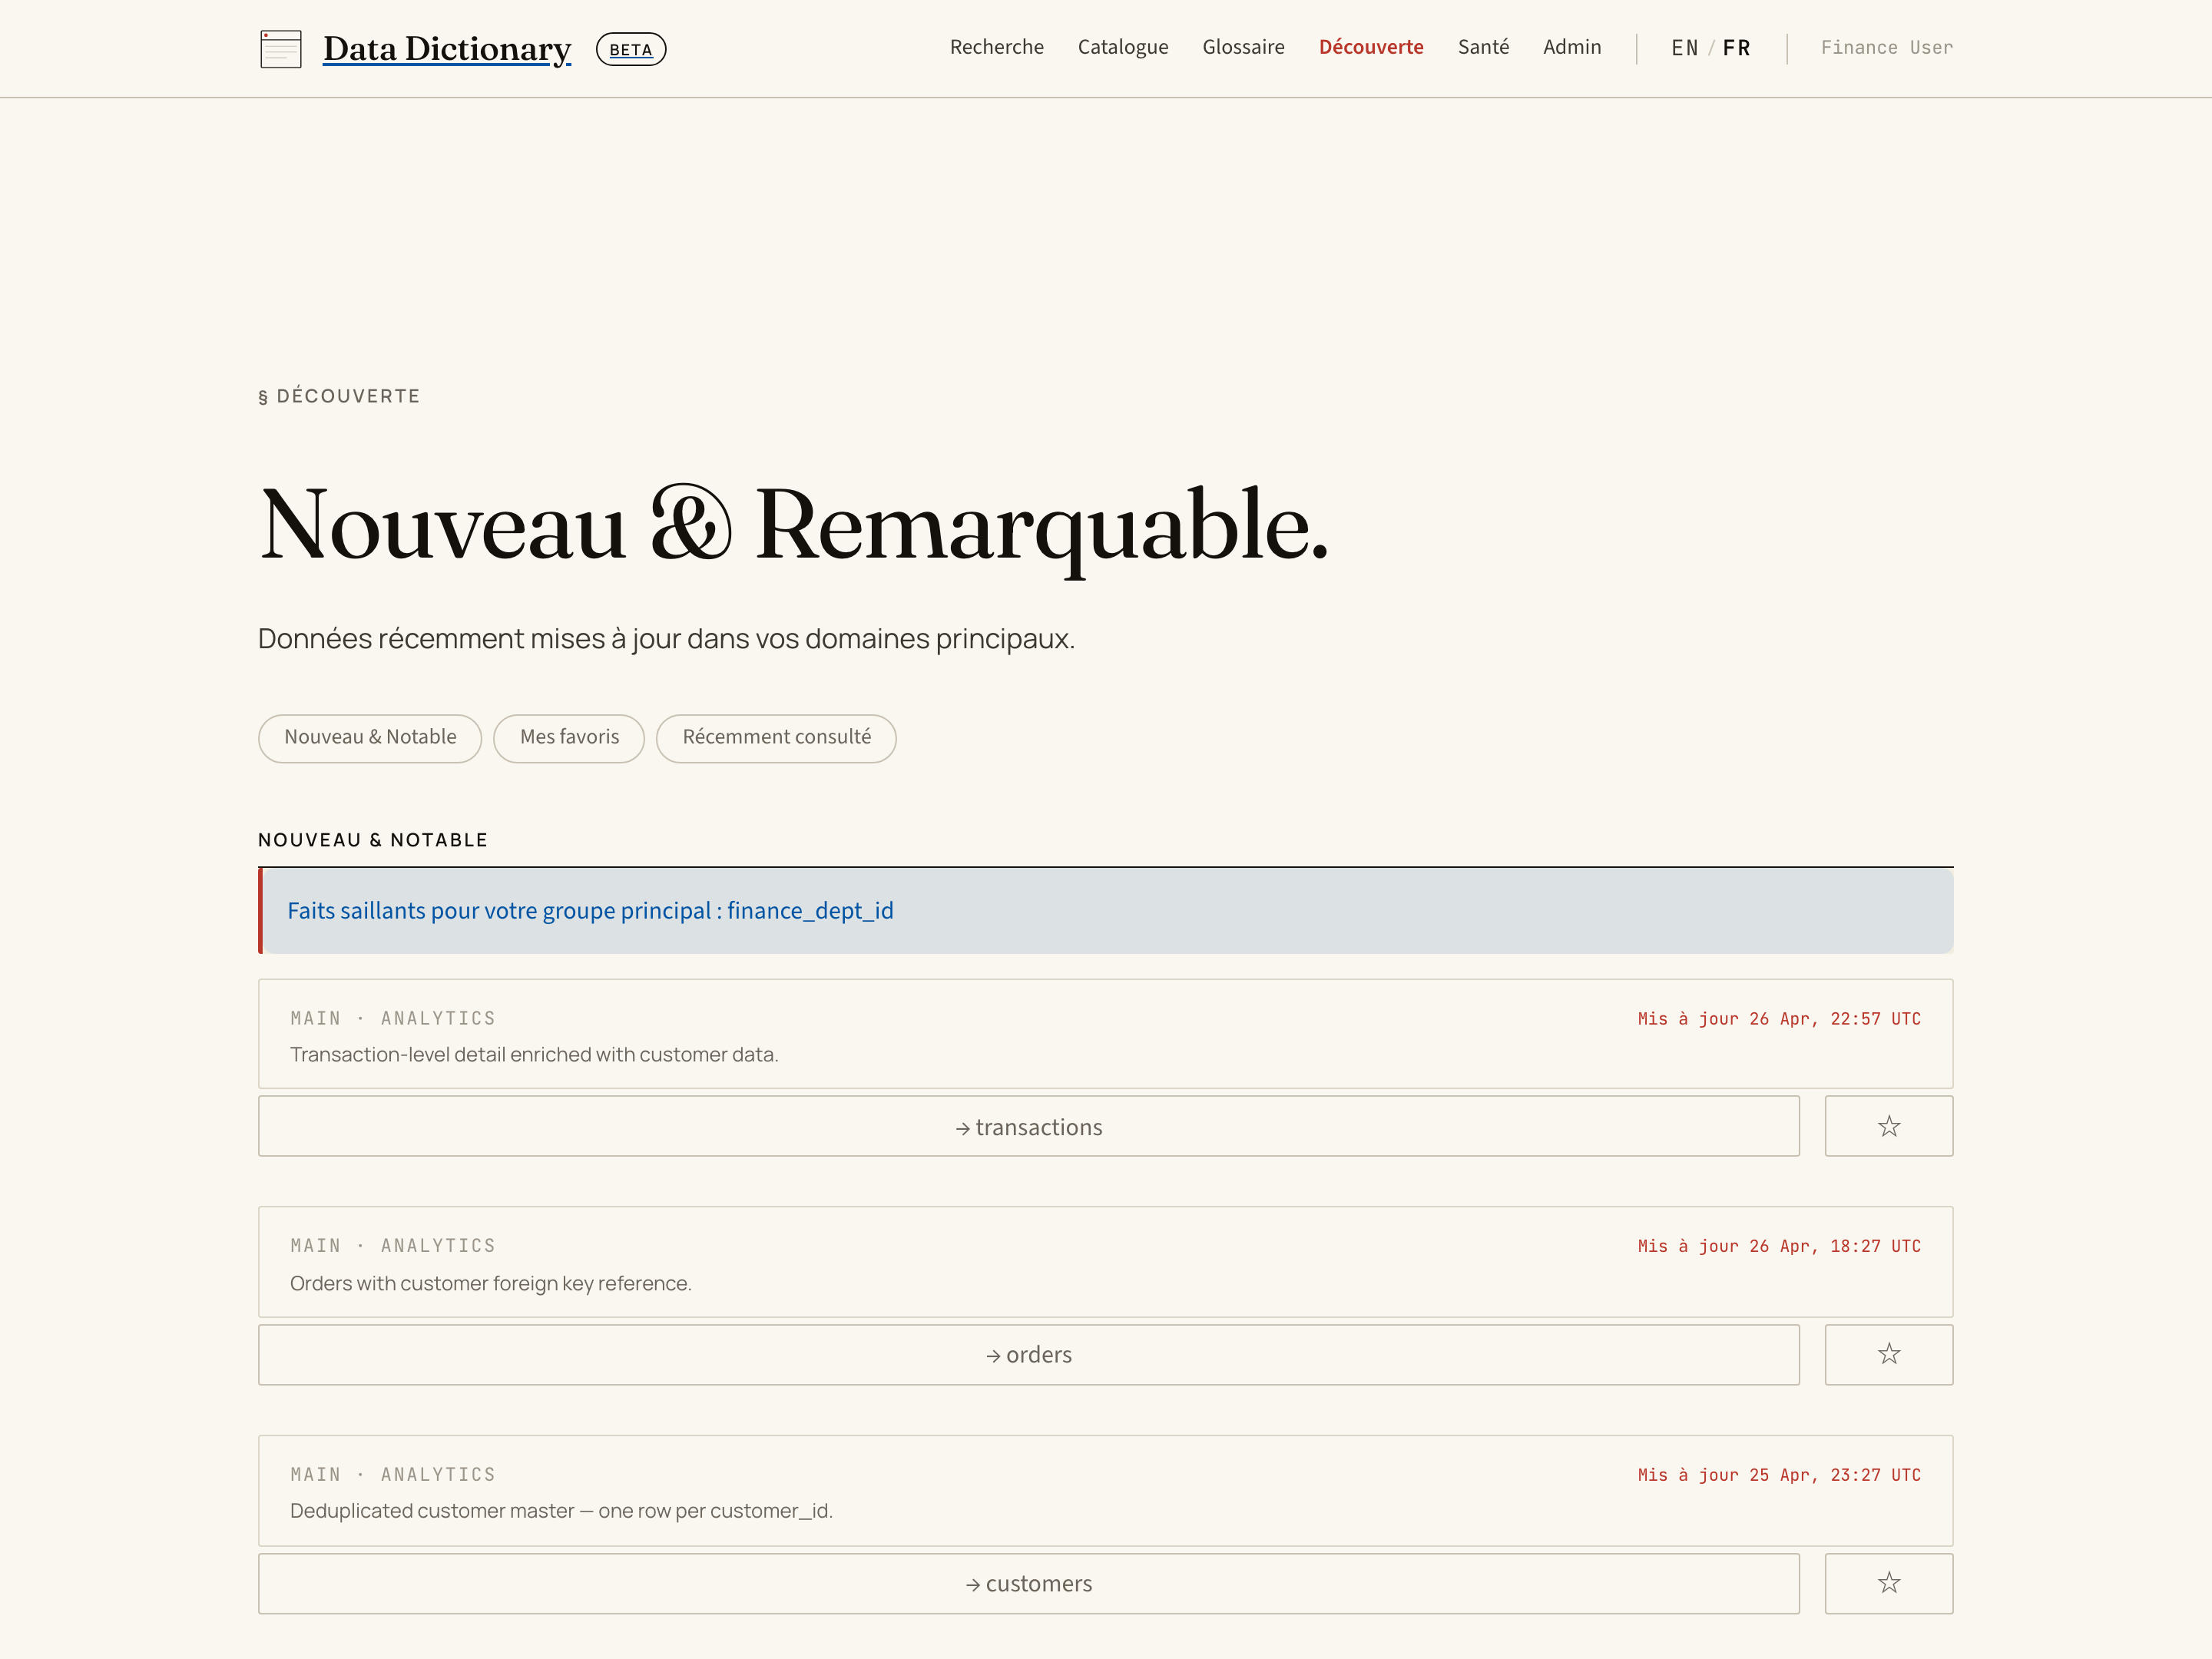 Data Dictionary BETA Recherche Catalogue Glossaire Découverte Santé Admin EN / FR Finance User
§ DÉCOUVERTE
Nouveau & Remarquable.
Données récemment mises à jour dans vos domaines principaux.
Nouveau & Notable Mes favoris Récemment consulté
NOUVEAU & NOTABLE
Faits saillants pour votre groupe principal : finance_dept_id
MAIN · ANALYTICS Mis à jour 26 Apr, 22:57 UTC
Transaction-level detail enriched with customer data.
→ transactions ☆
MAIN · ANALYTICS Mis à jour 26 Apr, 18:27 UTC
Orders with customer foreign key reference.
→ orders ☆
MAIN · ANALYTICS Mis à jour 25 Apr, 23:27 UTC
Deduplicated customer master — one row per customer_id.
→ customers ☆